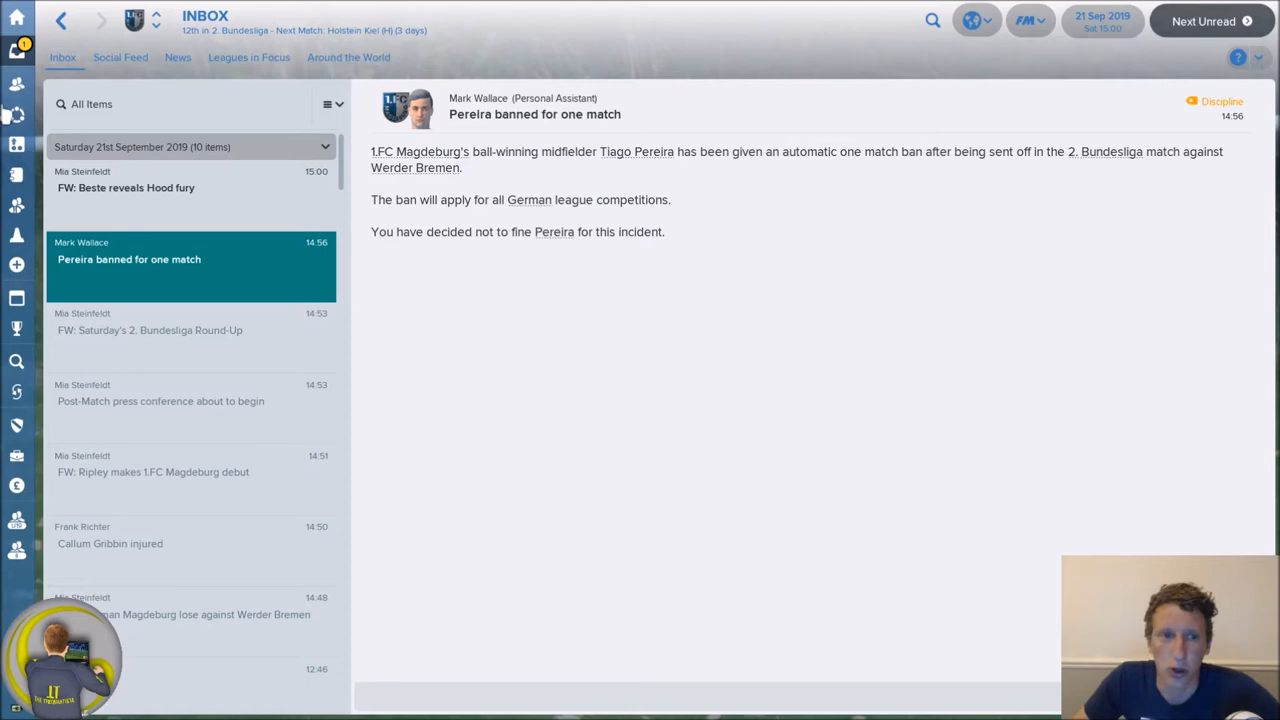 INBOX
12th in 2. Bundesliga - Next Match: Holstein Kiel (H) (3 days)
FM
21 Sep 2019
Sat 15:00
Next Unread
1
Inbox
Social Feed
News
Leagues in Focus
Around the World
?
All Items
Saturday 21st September 2019 (10 items)
Mia Steinfeldt
15:00
FW: Beste reveals Hood fury
Mark Wallace
14:56
Pereira banned for one match
Mia Steinfeldt
14:53
FW: Saturday's 2. Bundesliga Round-Up
Mia Steinfeldt
14:53
Post-Match press conference about to begin
Mia Steinfeldt
14:51
FW: Ripley makes 1.FC Magdeburg debut
Frank Richter
14:50
Callum Gribbin injured
Mia Steinfeldt
14:48
man Magdeburg lose against Werder Bremen
12:46
Mark Wallace (Personal Assistant)
Pereira banned for one match
Discipline
14:56
1.FC Magdeburg's ball-winning midfielder Tiago Pereira has been given an automatic one match ban after being sent off in the 2. Bundesliga match against
Werder Bremen.
The ban will apply for all German league competitions.
You have decided not to fine Pereira for this incident.